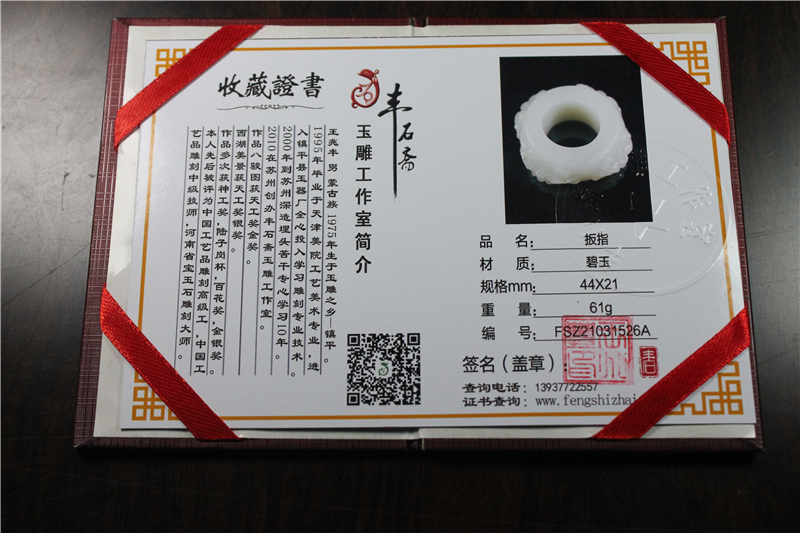 收藏證書
丰石斋
玉雕工作室简介
王兆丰 男 蒙古族 1975年生于玉雕之乡——镇平。
1995年毕业于天津美院工艺美术专业，进
入镇平县玉器厂全心投入学习雕刻专业技术。
2000年到苏州深造埋头苦干专心学习10年。
2010在苏州创办丰石斋玉雕工作室。
作品八骏图获天工奖金奖。
西湖美景获天工奖银奖。
作品多次获神工奖，陆子岗杯，百花奖，金银奖。
本人先后被评为中国工艺品雕刻高级工，中国工
艺品雕刻中级技师，河南省宝玉石雕刻大师。
品 名：扳指
材 质：碧玉
规格mm：44X21
重 量：61g
编 号：FSZ21031526A
签名（盖章）：
查询电话：13937722557
证书查询：www.fengshizhai